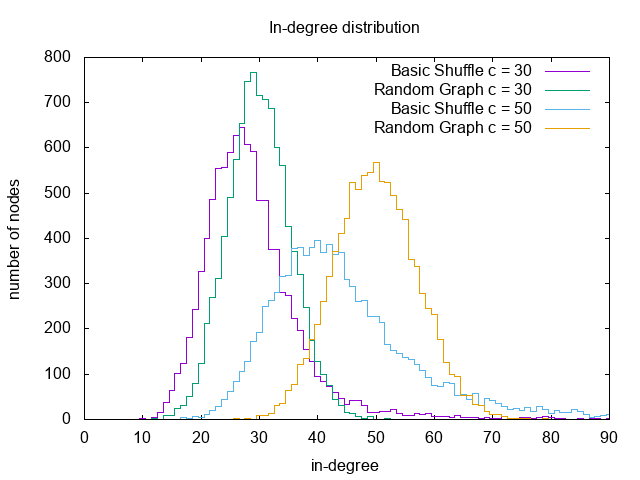 In-degree distribution
800
700
600
500
400
300
200
100
0
number of nodes
Basic Shuffle c = 30
Random Graph c = 30
Basic Shuffle c = 50
Random Graph c = 50
0 10 20 30 40 50 60 70 80 90
in-degree